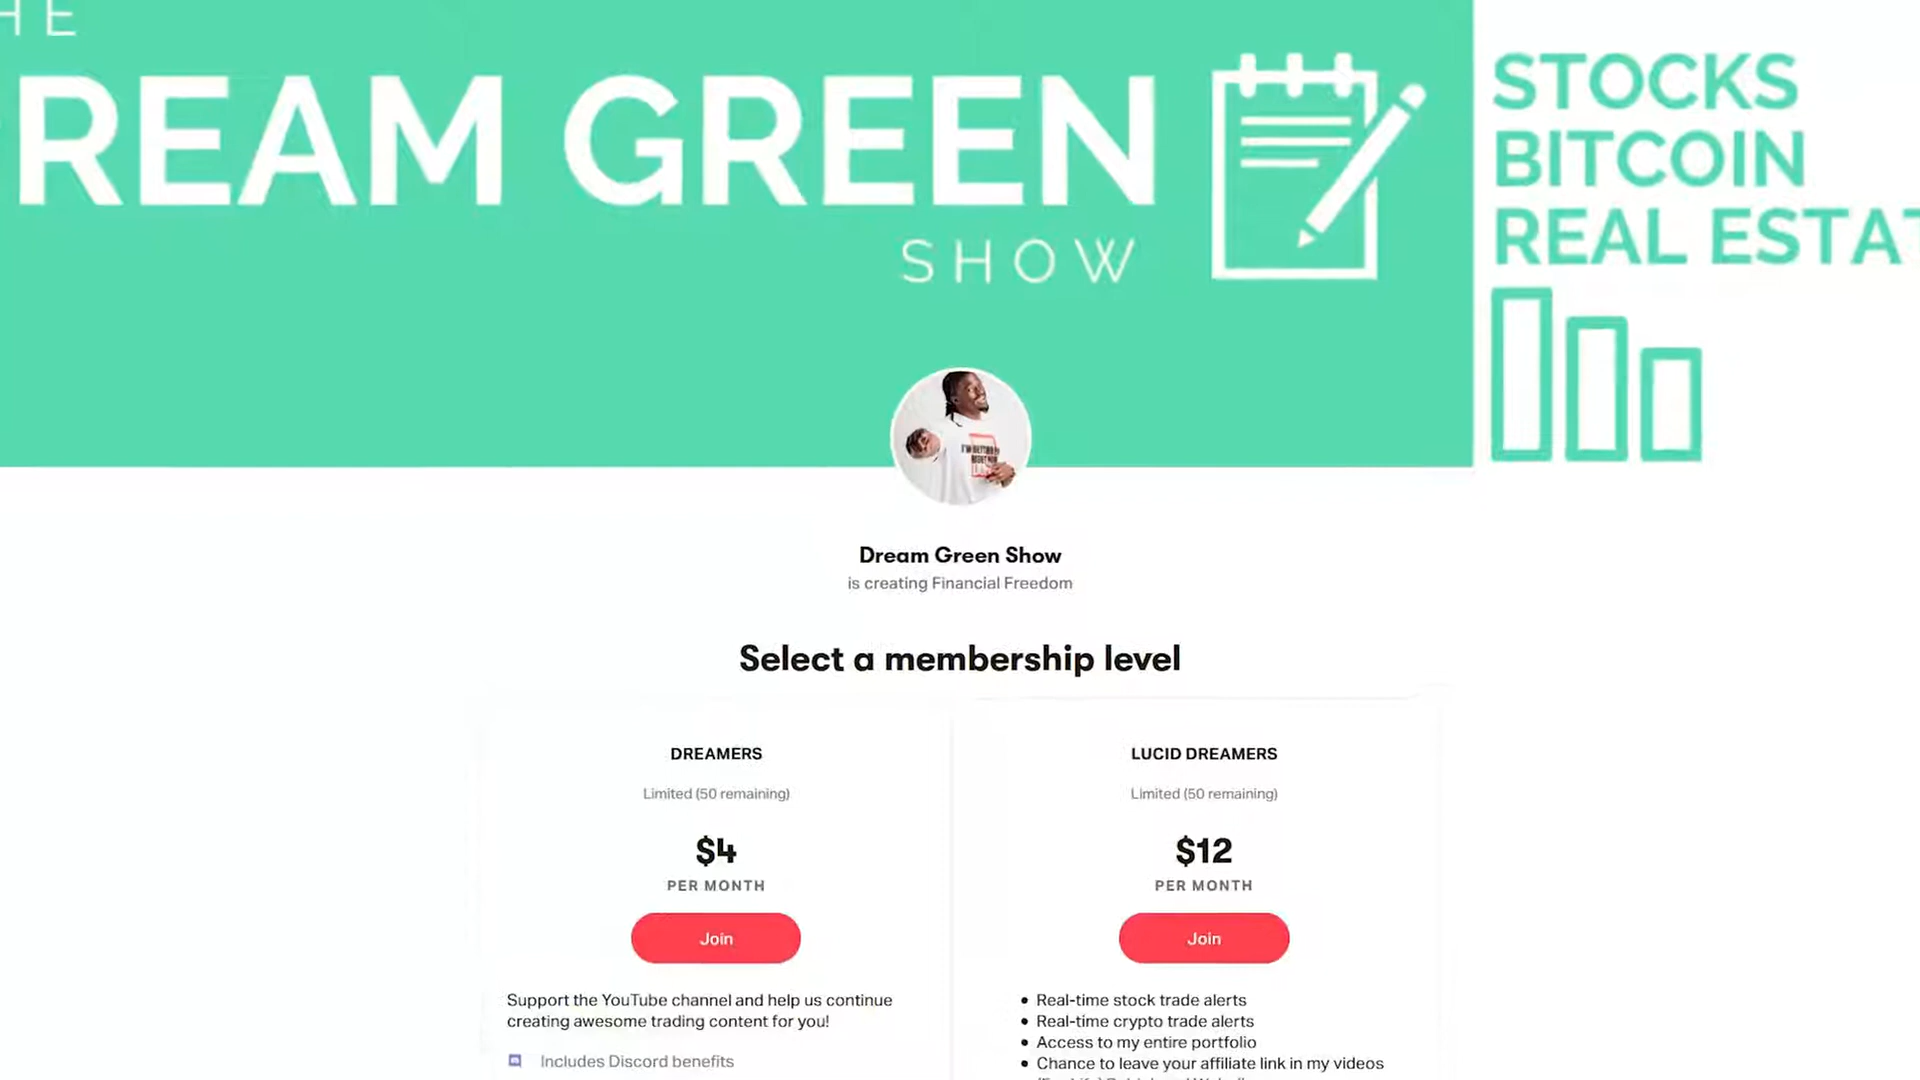 THE
REAM GREEN
SHOW
STOCKS
BITCOIN
REAL ESTAT
Dream Green Show
is creating Financial Freedom
Select a membership level
DREAMERS
Limited (50 remaining)
$4
PER MONTH
Join
Support the YouTube channel and help us continue
creating awesome trading content for you!
Includes Discord benefits
LUCID DREAMERS
Limited (50 remaining)
$12
PER MONTH
Join
• Real-time stock trade alerts
• Real-time crypto trade alerts
• Access to my entire portfolio
• Chance to leave your affiliate link in my videos